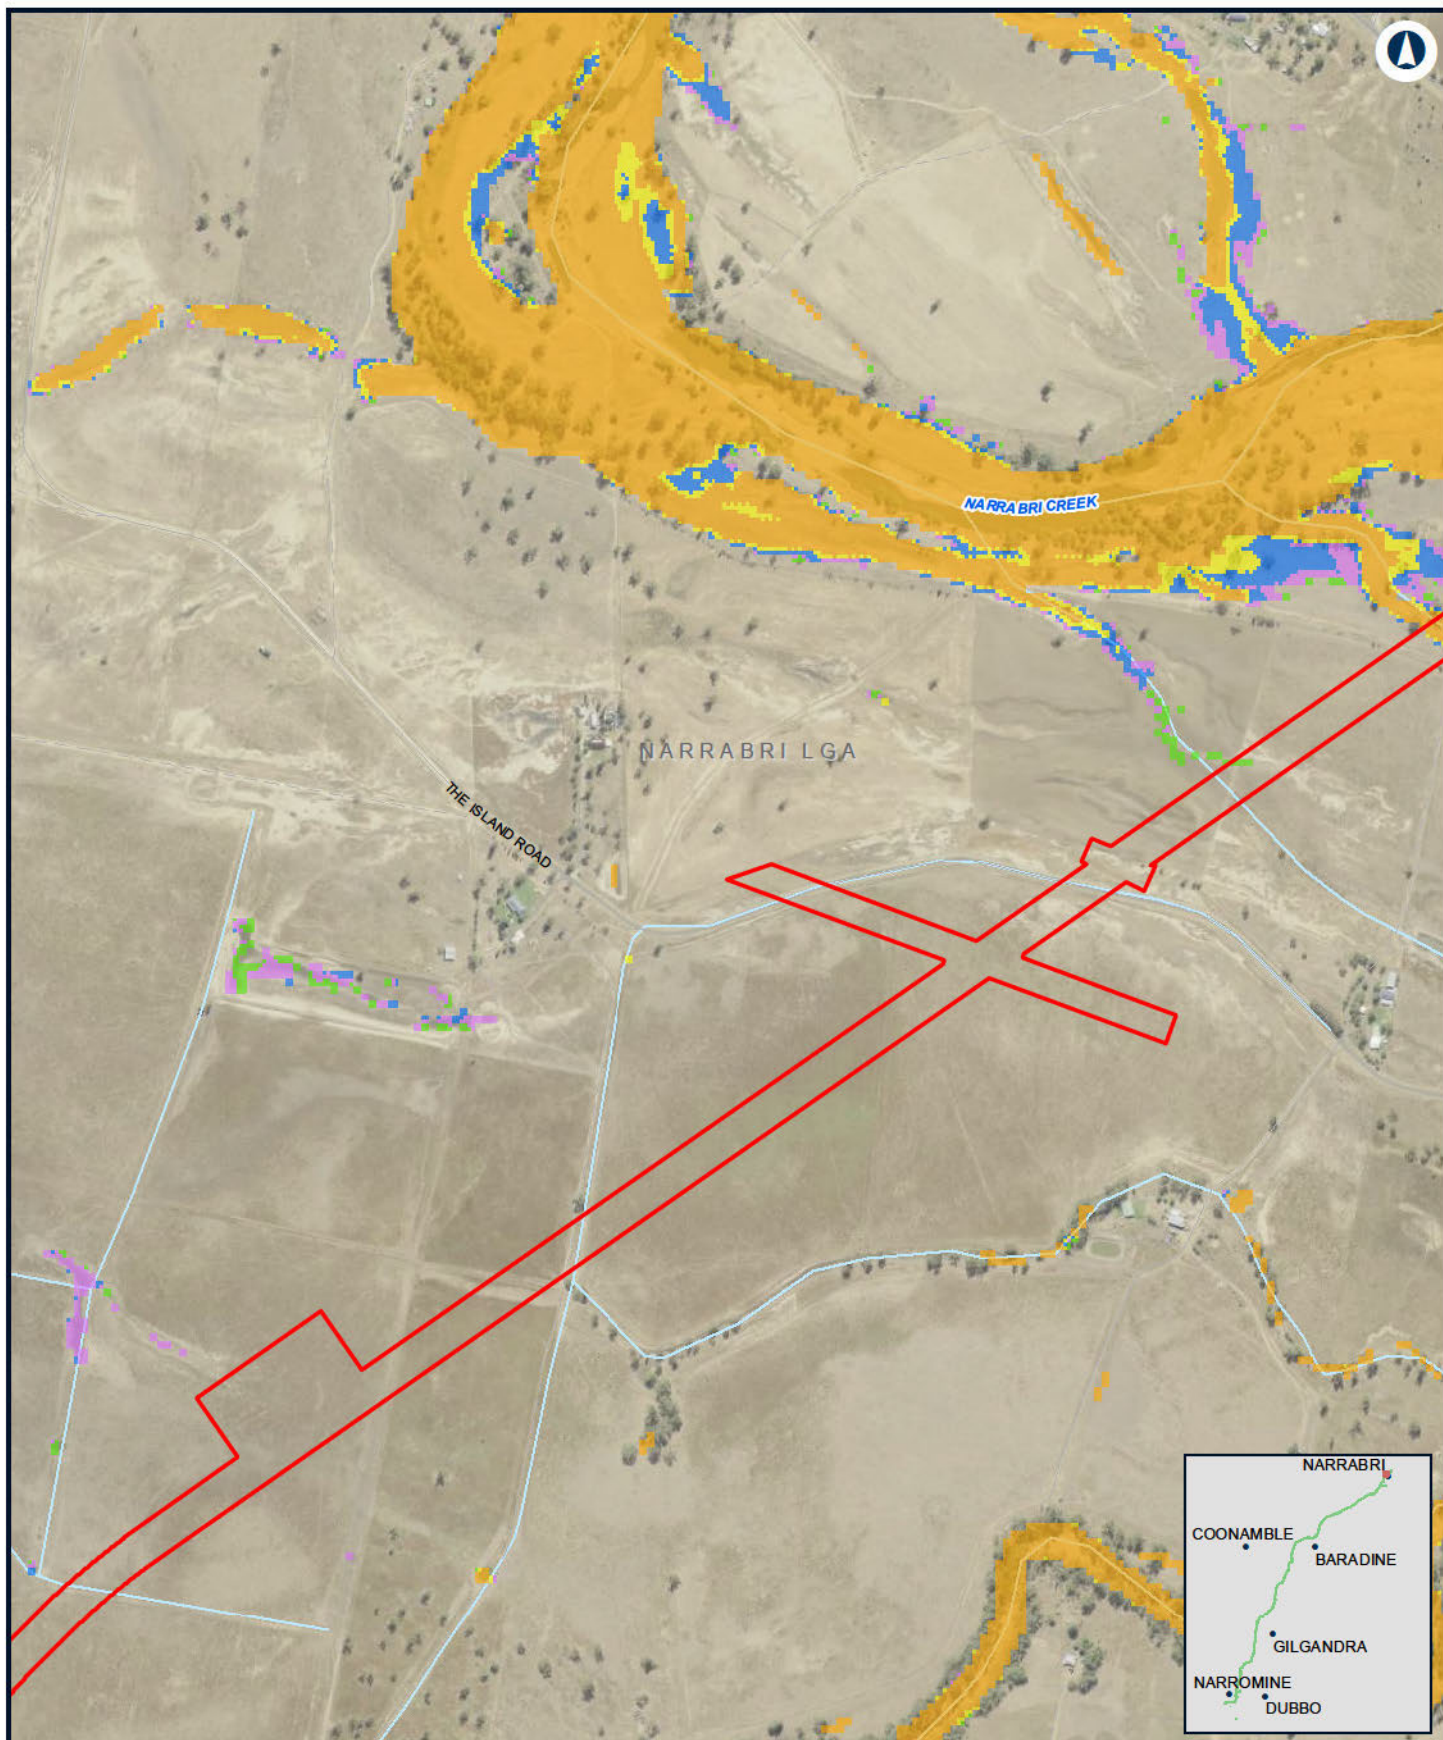 NARRABRI CREEK
NARRABRI LGA
THE ISLAND ROAD
NARRABRI
COONAMBLE
BARADINE
GILGANDRA
NARROMINE
DUBBO